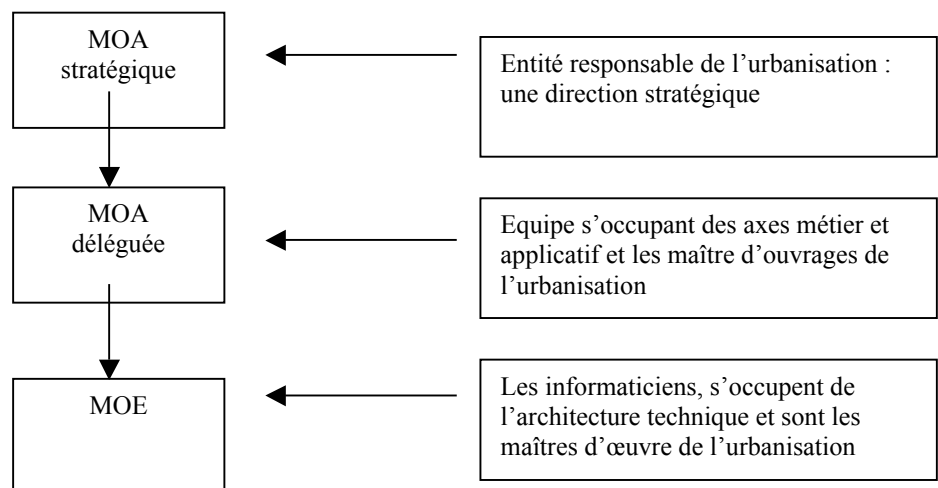 MOA
stratégique
Entité responsable de l’urbanisation :
une direction stratégique
MOA
déléguée
Equipe s’occupant des axes métier et
applicatif et les maître d’ouvrages de
l’urbanisation
MOE
Les informaticiens, s’occupent de
l’architecture technique et sont les
maîtres d’œuvre de l’urbanisation